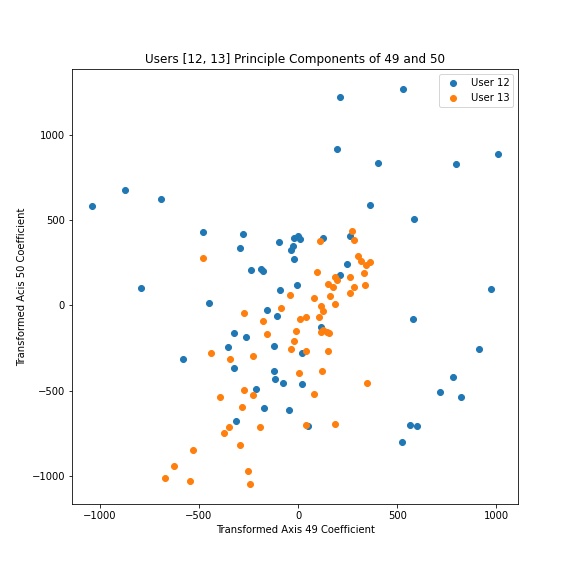 Users [12, 13] Principle Components of 49 and 50
User 12
User 13
Transformed Acis 50 Coefficient
1000
500
0
−500
−1000
−1000 −500 0 500 1000
Transformed Axis 49 Coefficient